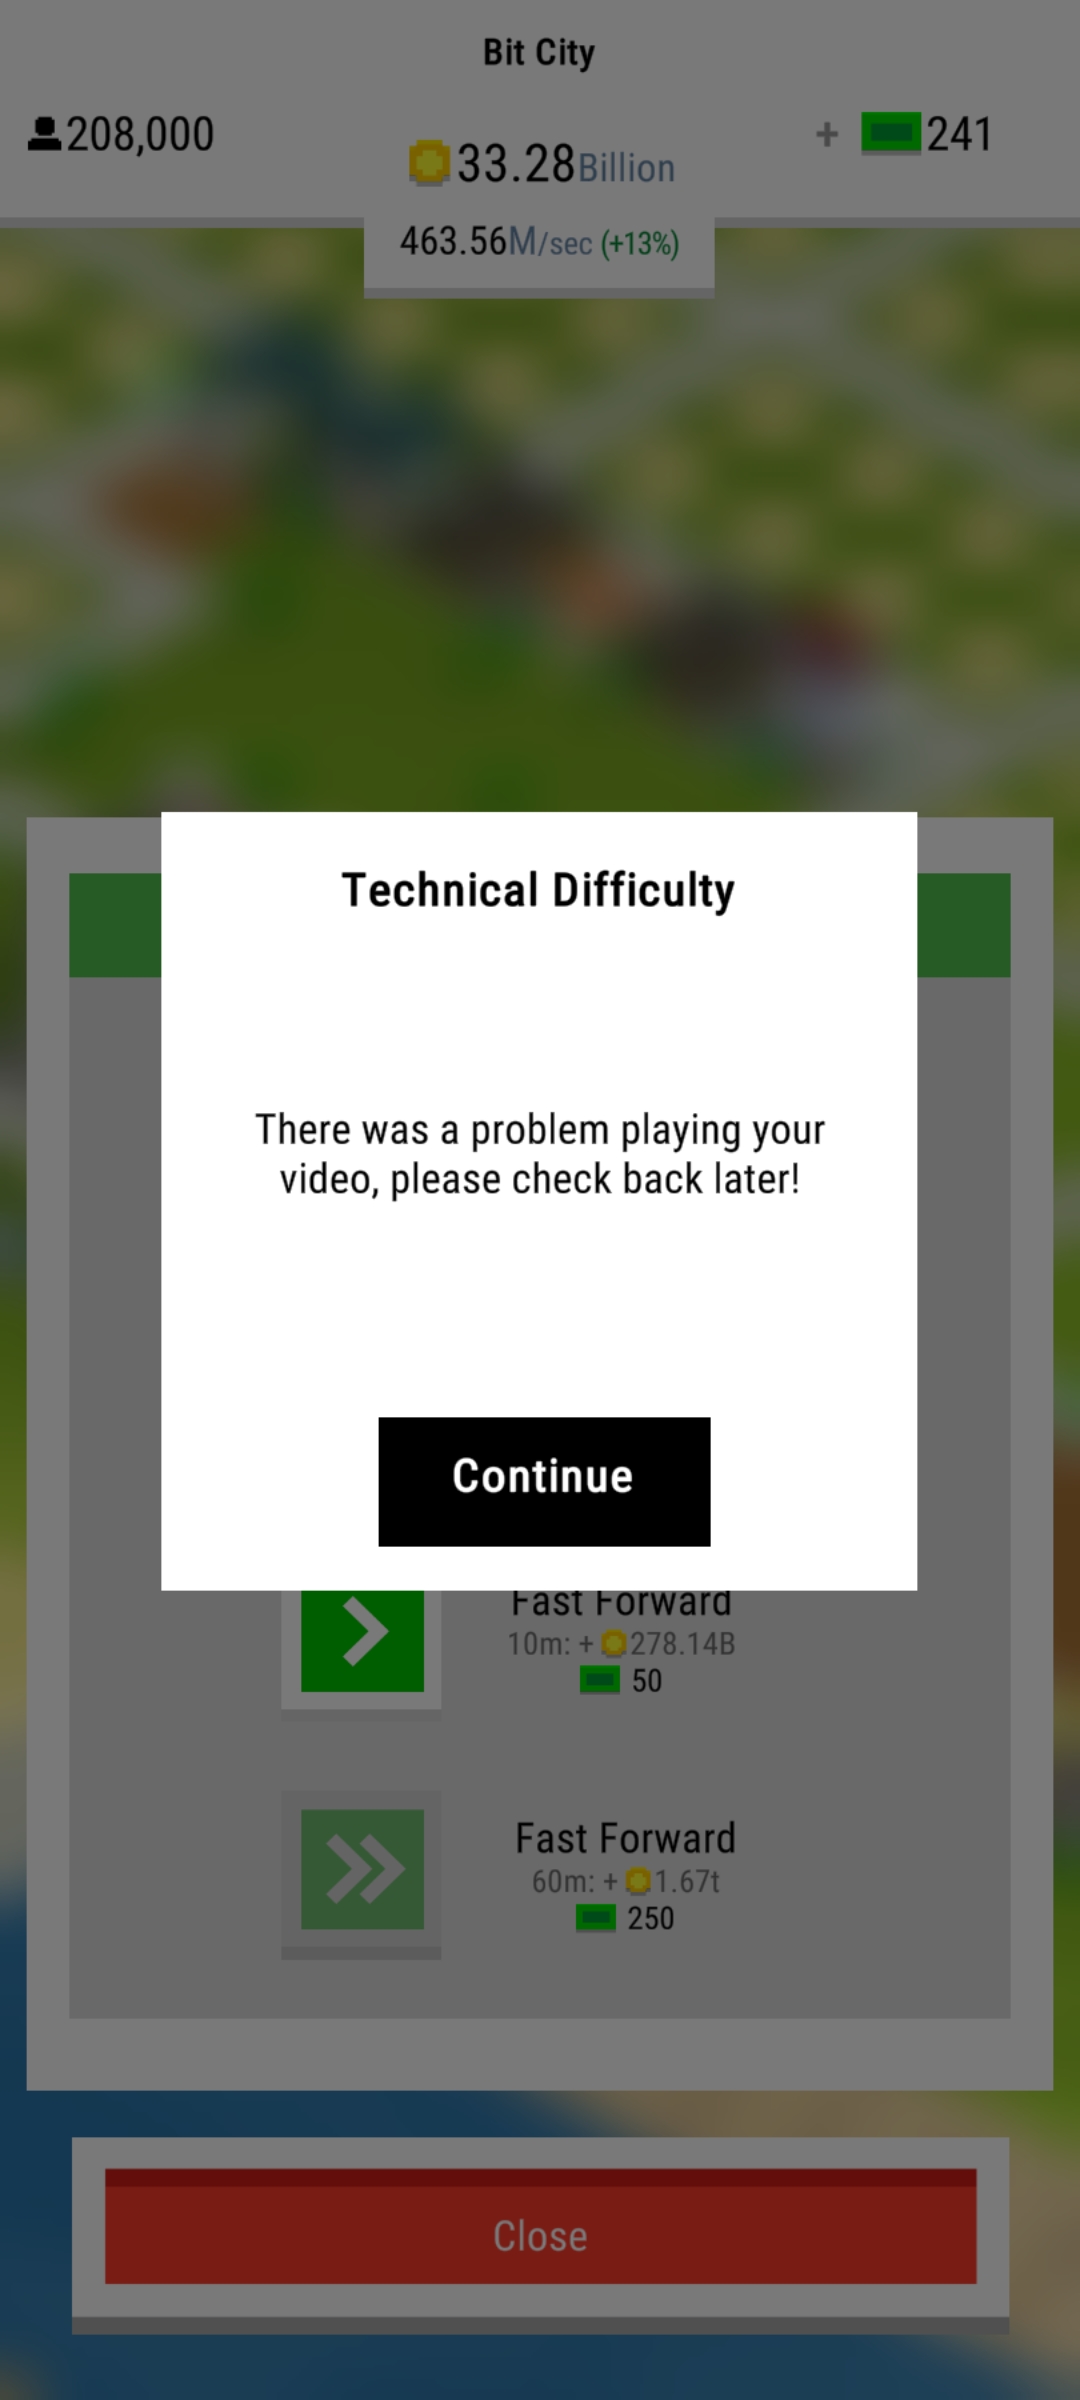 Bit City
208,000
+ 241
33.28Billion
463.56M/sec (+13%)
Technical Difficulty
There was a problem playing your
video, please check back later!
Continue
Fast Forward
10m: + 278.14B
50
Fast Forward
60m: + 1.67t
250
Close